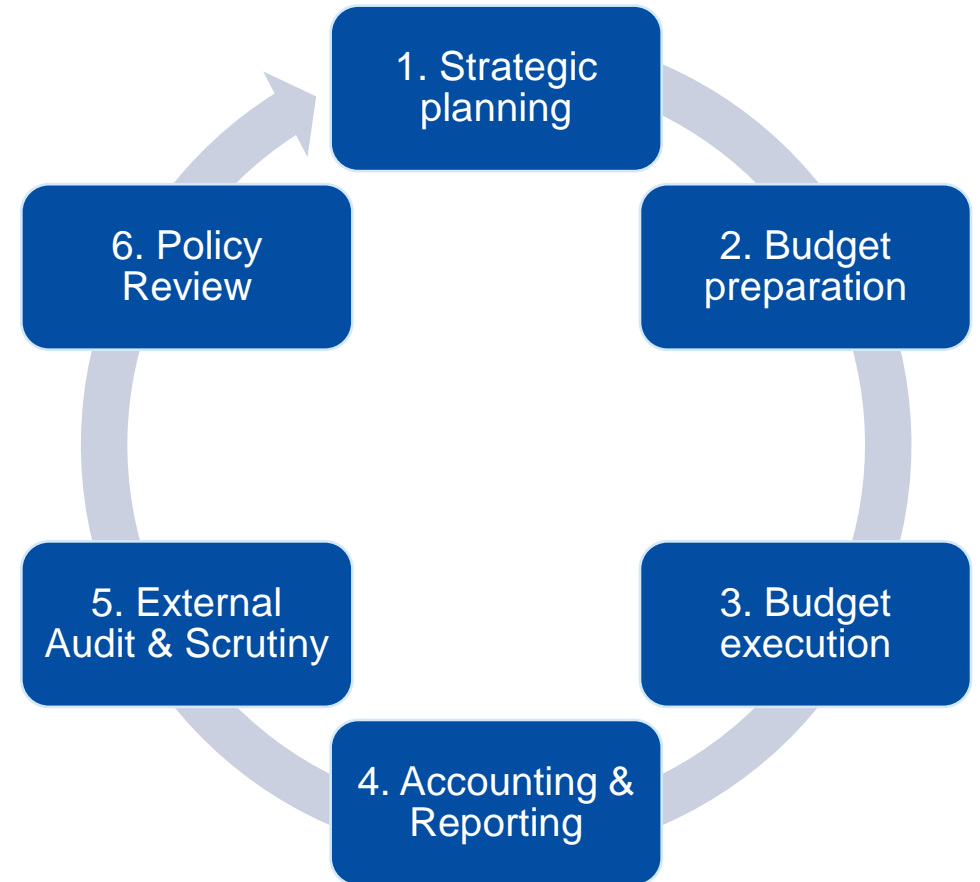 1. Strategic
planning
2. Budget
preparation
3. Budget
execution
4. Accounting &
Reporting
5. External
Audit & Scrutiny
6. Policy
Review